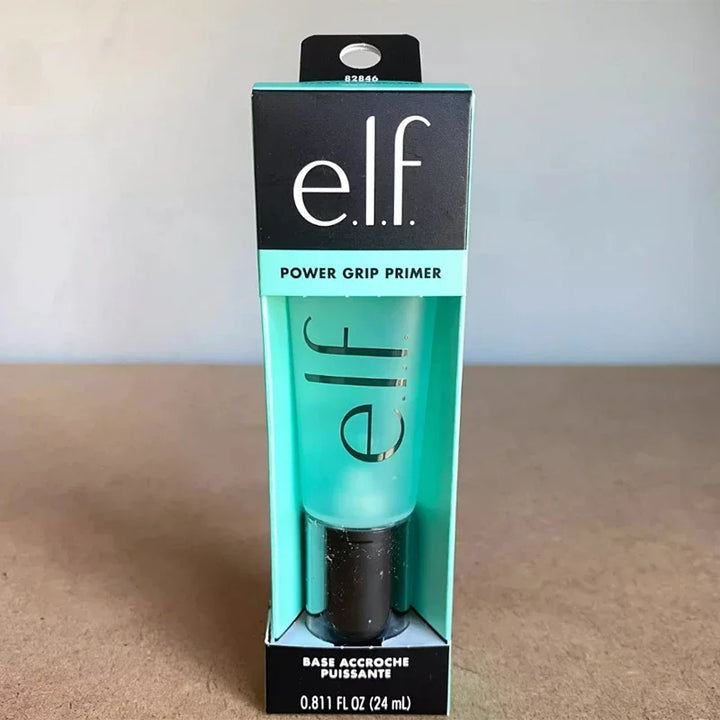 82846
e.l.f.
POWER GRIP PRIMER
e.l.f.
BASE ACCROCHE
PUISSANTE
0.811 FL OZ (24 mL)